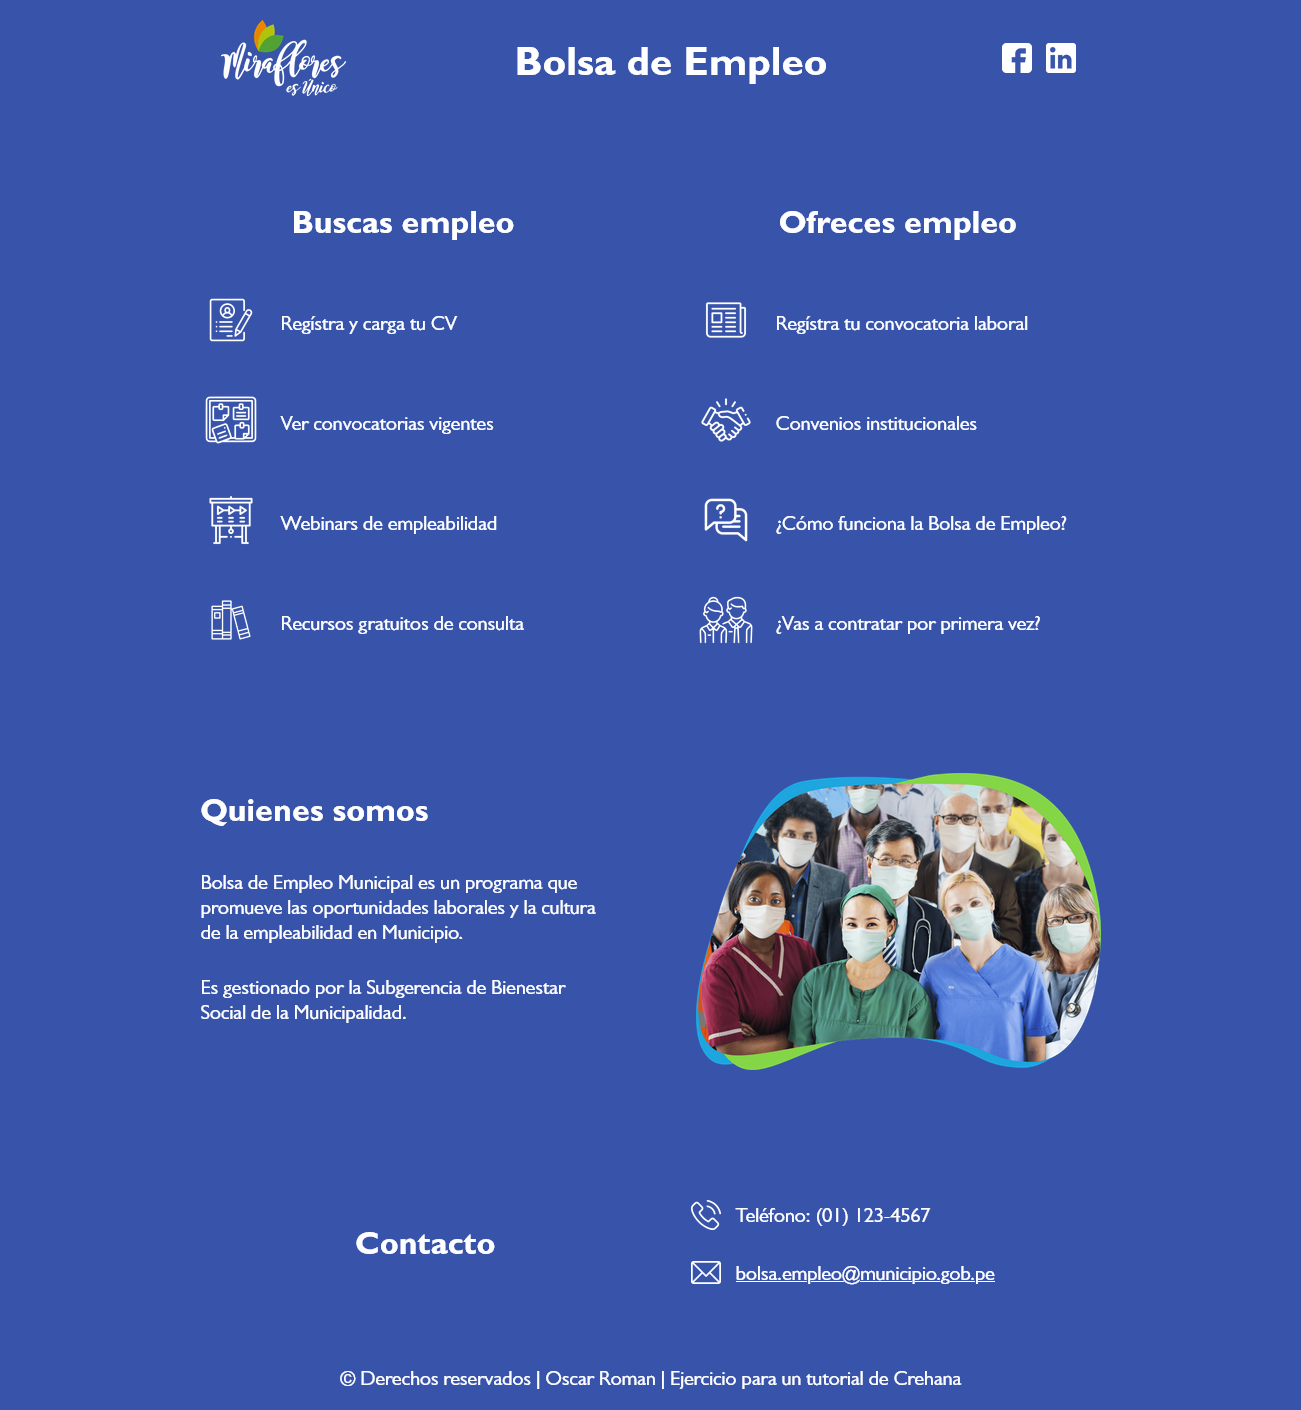 Miraflores
es Único
Bolsa de Empleo
Buscas empleo
Regístra y carga tu CV
Ver convocatorias vigentes
Webinars de empleabilidad
Recursos gratuitos de consulta
Ofreces empleo
Regístra tu convocatoria laboral
Convenios institucionales
¿Cómo funciona la Bolsa de Empleo?
¿Vas a contratar por primera vez?
Quienes somos
Bolsa de Empleo Municipal es un programa que
promueve las oportunidades laborales y la cultura
de la empleabilidad en Municipio.
Es gestionado por la Subgerencia de Bienestar
Social de la Municipalidad.
Contacto
Teléfono: (01) 123-4567
bolsa.empleo@municipio.gob.pe
© Derechos reservados | Oscar Roman | Ejercicio para un tutorial de Crehana